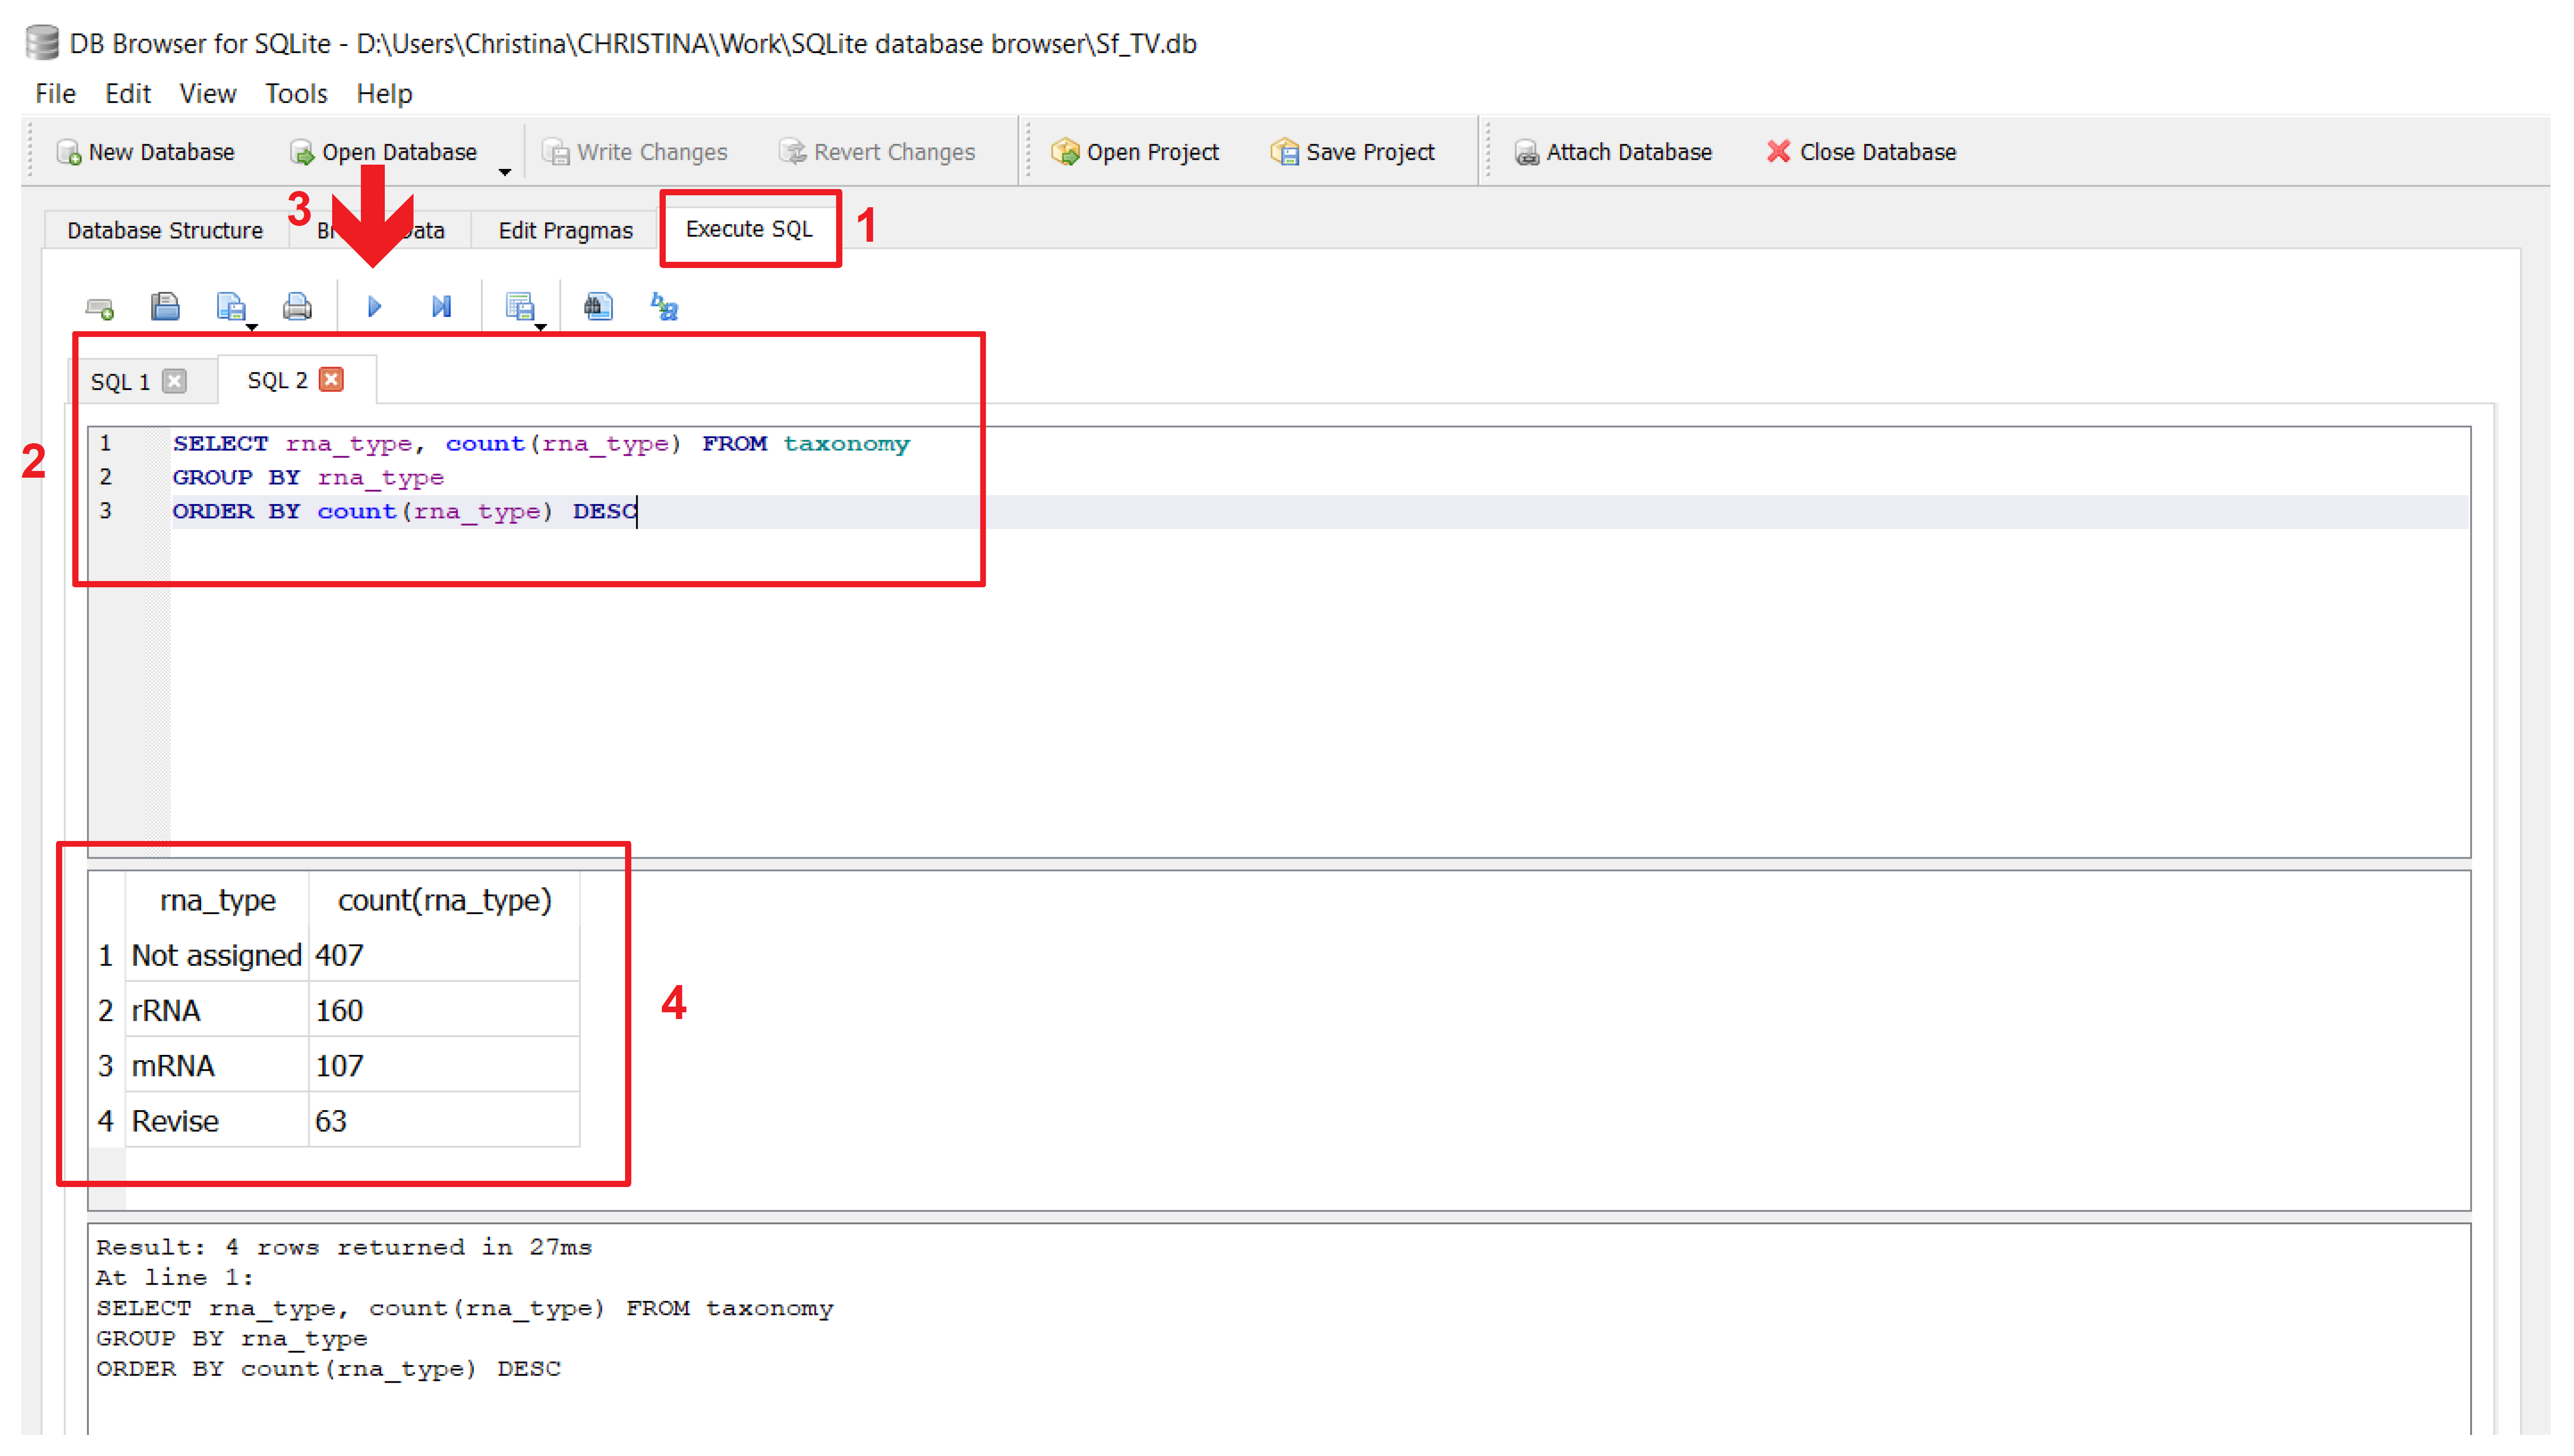 DB Browser for SQLite - D:\Users\Christina\CHRISTINA\Work\SQLite database browser\Sf_TV.db
File Edit View Tools Help
New Database Open Database Write Changes Revert Changes Open Project Save Project Attach Database Close Database
3
Database Structure Edit Pragmas Execute SQL 1
SQL 1 SQL 2
2
1 SELECT rna_type, count(rna_type) FROM taxonomy
2 GROUP BY rna_type
3 ORDER BY count(rna_type) DESC
rna_type count(rna_type)
1 Not assigned 407
2 rRNA 160
3 mRNA 107
4 Revise 63
4
Result: 4 rows returned in 27ms
At line 1:
SELECT rna_type, count(rna_type) FROM taxonomy
GROUP BY rna_type
ORDER BY count(rna_type) DESC